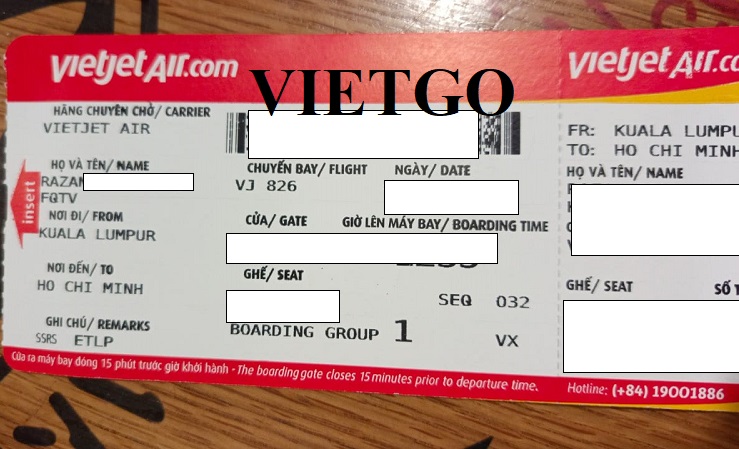 vietjetAir.com
VIETGO
HÃNG CHUYÊN CHỞ/ CARRIER
VIETJET AIR
HỌ VÀ TÊN/ NAME
RAZAN
FQTV
NƠI ĐI/ FROM
KUALA LUMPUR
NƠI ĐẾN/ TO
HO CHI MINH
GHI CHÚ/ REMARKS
SSRS ETLP
insert
CHUYẾN BAY/ FLIGHT
VJ 826
NGÀY/ DATE
CỬA/ GATE
GIỜ LÊN MÁY BAY/ BOARDING TIME
GHẾ/ SEAT
SEQ 032
BOARDING GROUP 1
VX
Cửa ra máy bay đóng 15 phút trước giờ khởi hành - The boarding gate closes 15 minutes prior to departure time.
vietjetAir.co
FR: KUALA LUMPU
TO: HO CHI MINH
HỌ VÀ TÊN/ NAME
GHẾ/ SEAT
SỐ T
Hotline: (+84) 19001886